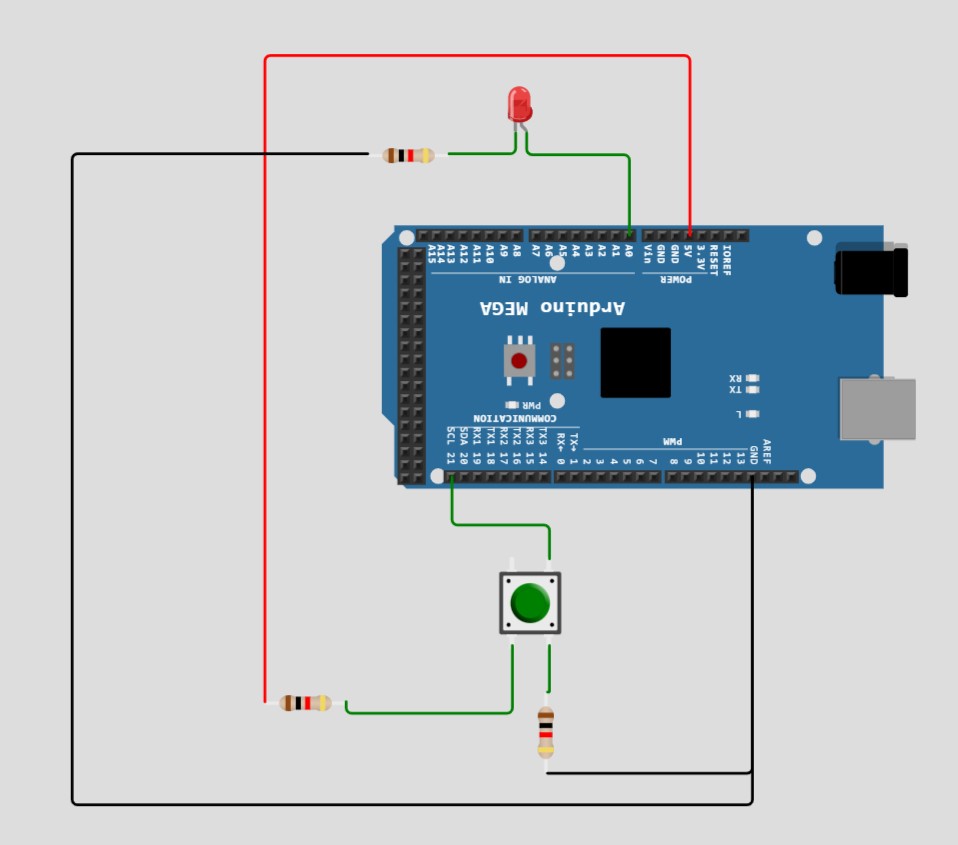 A15 A14 A13 A12 A11 A10 A9 A8 A7 A6 A5 A4 A3 A2 A1 A0 Vin GND GND 5V 3.3V RESET IOREF
ANALOG IN POWER
Arduino MEGA
RX
TX
PWR
L
COMMUNICATION
PWM
SCL 21 SDA 20 RX1 19 TX1 18 RX2 17 TX2 16 RX3 15 TX3 14 RX↑ 0 TX↑ 1 2 3 4 5 6 7 8 9 10 11 12 13 GND AREF